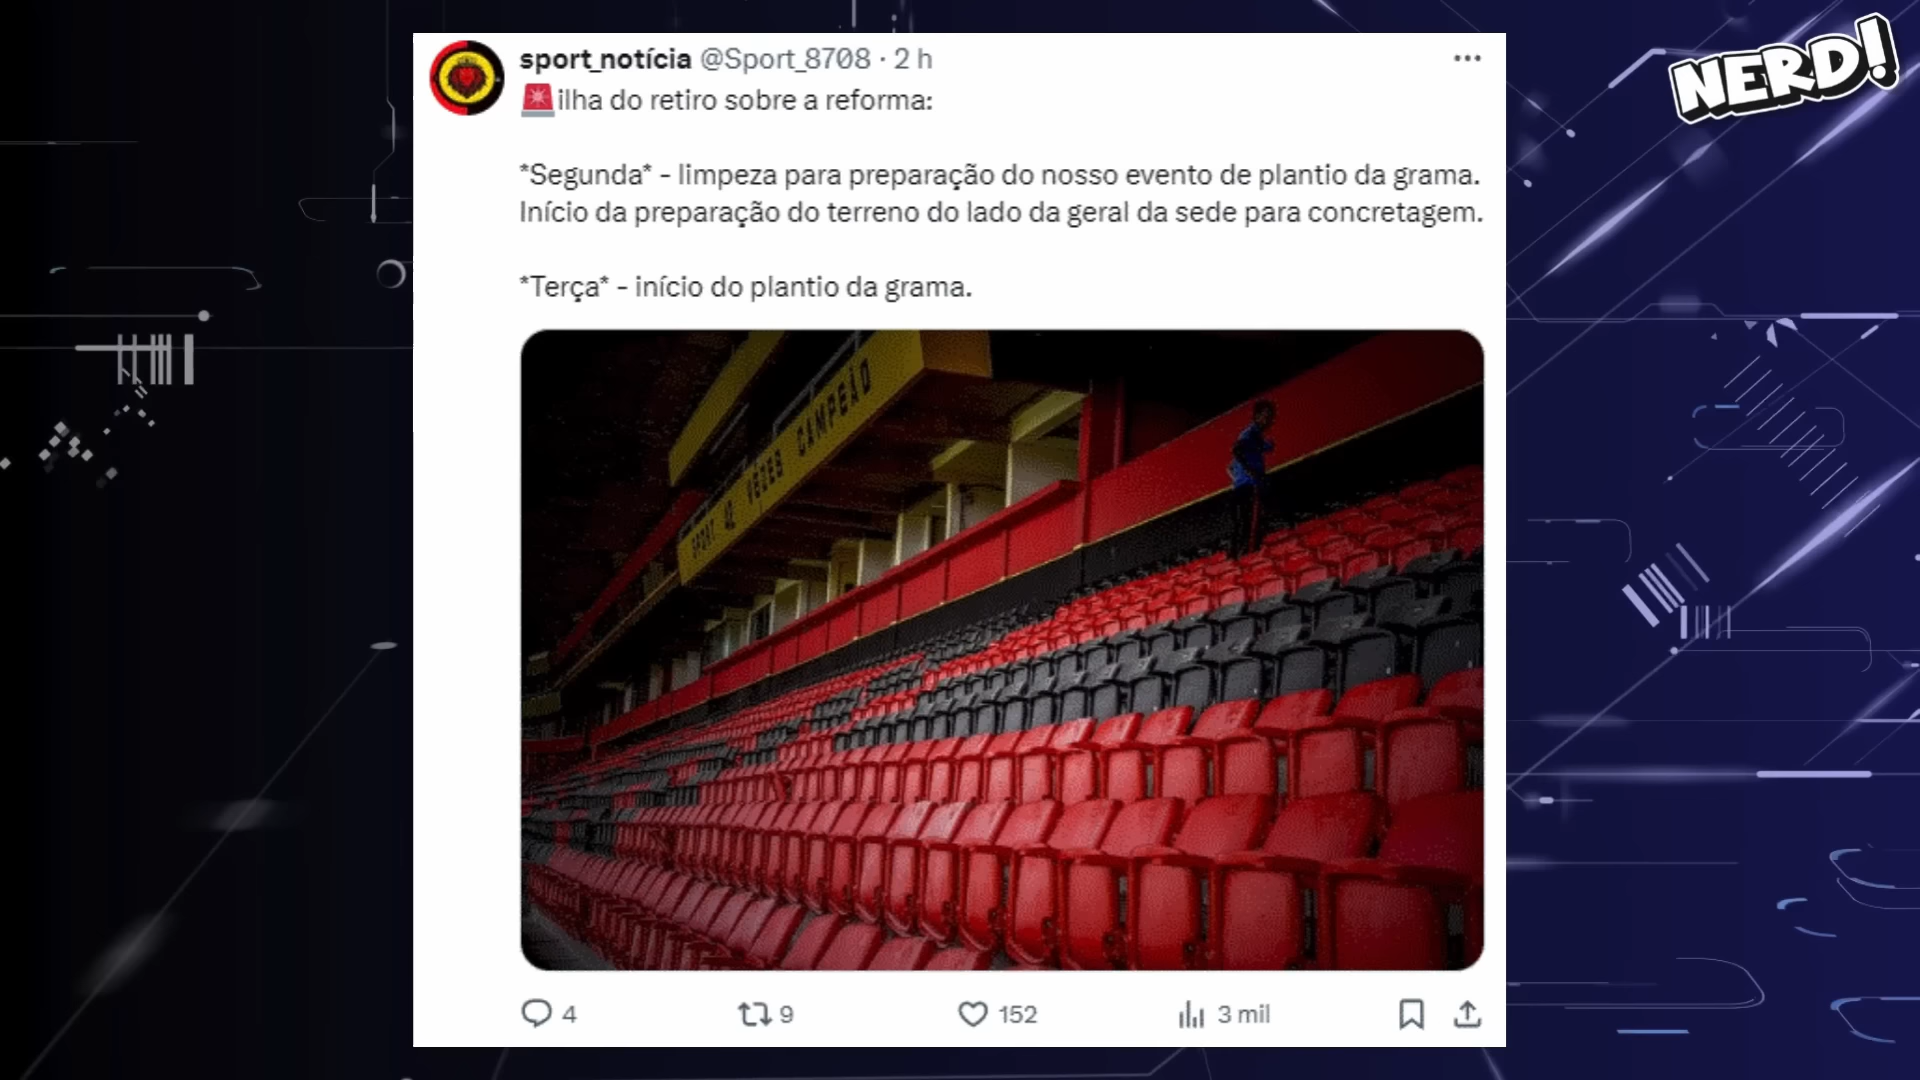 NERD!
sport_notícia @Sport_8708 · 2 h
🚨ilha do retiro sobre a reforma:
*Segunda* - limpeza para preparação do nosso evento de plantio da grama.
Início da preparação do terreno do lado da geral da sede para concretagem.
*Terça* - início do plantio da grama.
SPORT 42 VEZES CAMPEÃO
4 9 152 3 mil